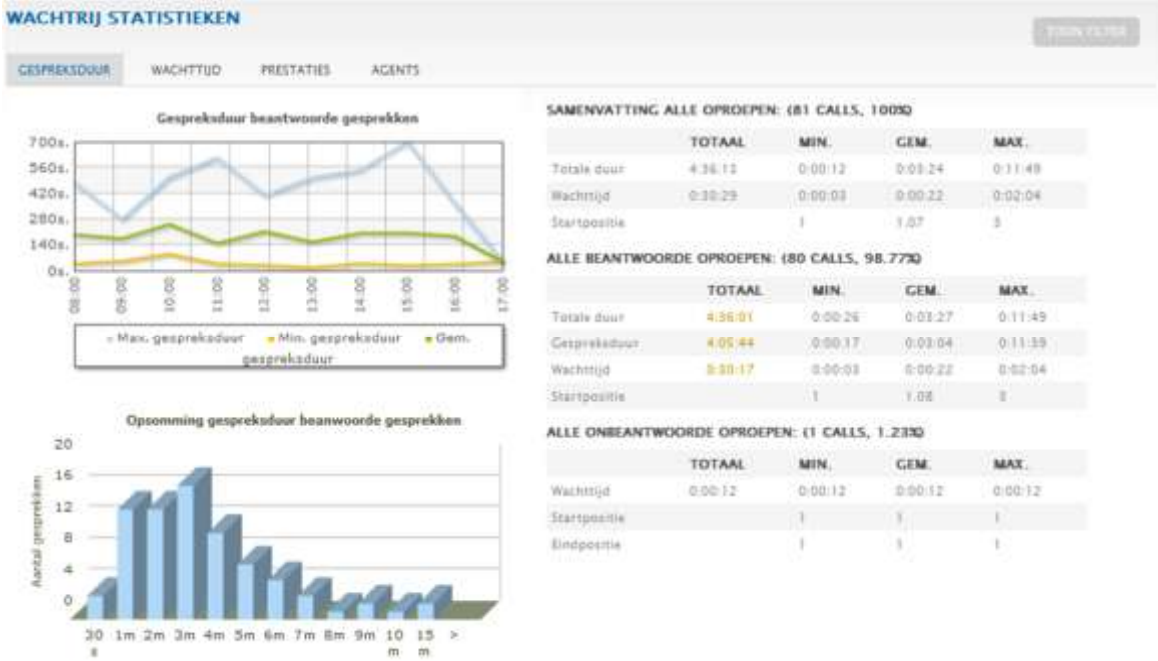 WACHTRIJ STATISTIEKEN
TOON FILTER
GESPREKSDUUR WACHTTIJD PRESTATIES AGENTS
Gespreksduur beantwoorde gesprekken
700s.
560s.
420s.
280s.
140s.
0s.
08:00 09:00 10:00 11:00 12:00 13:00 14:00 15:00 16:00 17:00
Max. gespreksduur Min. gespreksduur Gem.
gespreksduur
Opsomming gespreksduur beanwoorde gesprekken
Aantal gesprekken
20
16
12
8
4
0
30 1m 2m 3m 4m 5m 6m 7m 8m 9m 10 15 >
s m m
SAMENVATTING ALLE OPROEPEN: (81 CALLS, 100%)
TOTAAL MIN. GEM. MAX.
Totale duur 4:36:13 0:00:12 0:03:24 0:11:49
Wachttijd 0:30:29 0:00:03 0:00:22 0:02:04
Startpositie 1 1.07 3
ALLE BEANTWOORDE OPROEPEN: (80 CALLS, 98.77%)
TOTAAL MIN. GEM. MAX.
Totale duur 4:36:01 0:00:26 0:03:27 0:11:49
Gespreksduur 4:05:44 0:00:17 0:03:04 0:11:39
Wachttijd 0:30:17 0:00:03 0:00:22 0:02:04
Startpositie 1 1.08 3
ALLE ONBEANTWOORDE OPROEPEN: (1 CALLS, 1.23%)
TOTAAL MIN. GEM. MAX.
Wachttijd 0:00:12 0:00:12 0:00:12 0:00:12
Startpositie 1 1 1
Eindpositie 1 1 1